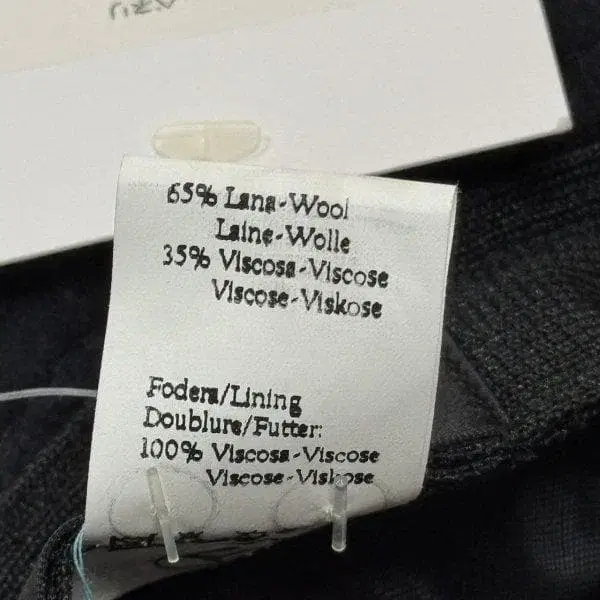 65% Lana-Wool
Laine-Wolle
35% Viscosa-Viscose
Viscose-Viskose
Fodera/Lining
Doublure/Futter:
100% Viscosa-Viscose
Viscose-Viskose